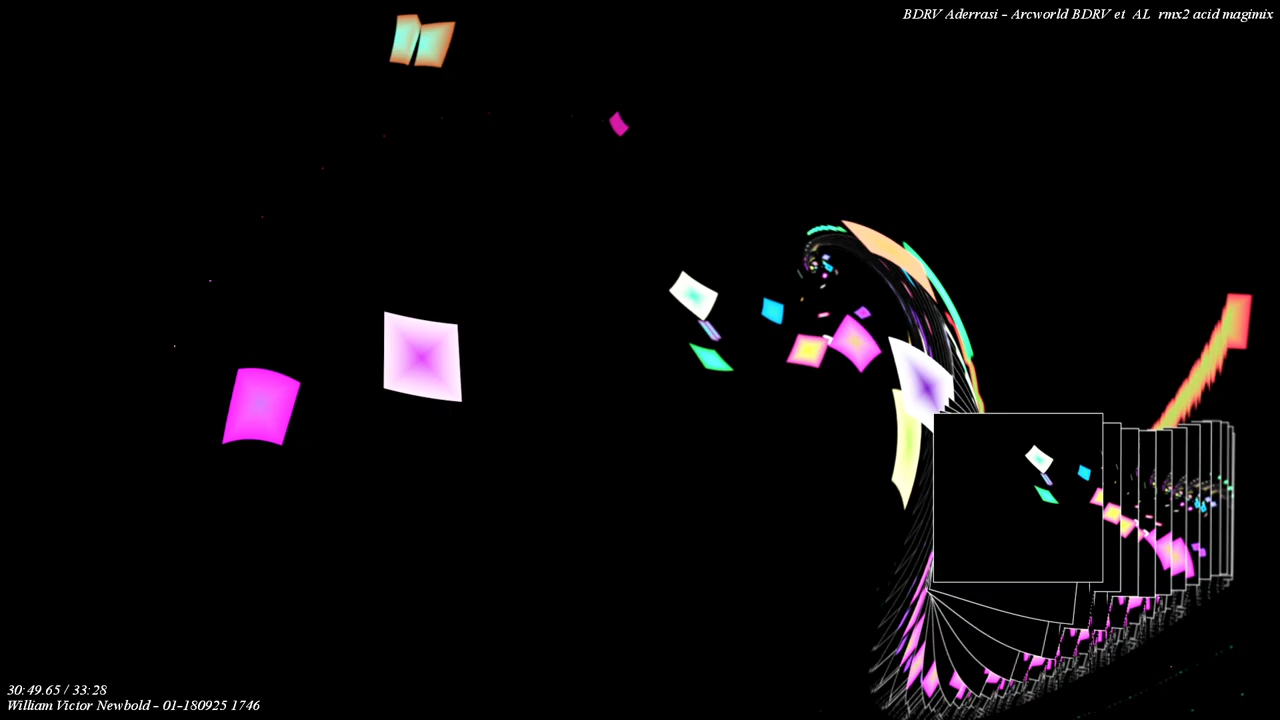 BDRV Aderrasi - Arcworld BDRV et  AL  rmx2 acid magimix
30:49.65 / 33:28
William Victor Newbold - 01-180925 1746